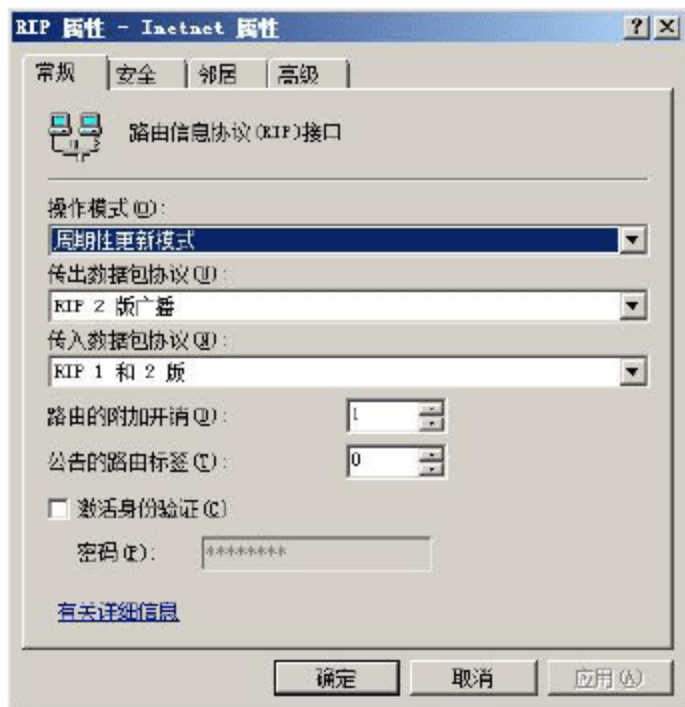 RIP 属性 - Inetnet 属性
常规 安全 邻居 高级
路由信息协议(RIP)接口
操作模式(O):
周期性更新模式
传出数据包协议(U):
RIP 2 版广播
传入数据包协议(N):
RIP 1 和 2 版
路由的附加开销(D): 1
公告的路由标签(T): 0
激活身份验证(C)
密码(P): ********
有关详细信息
确定 取消 应用(A)